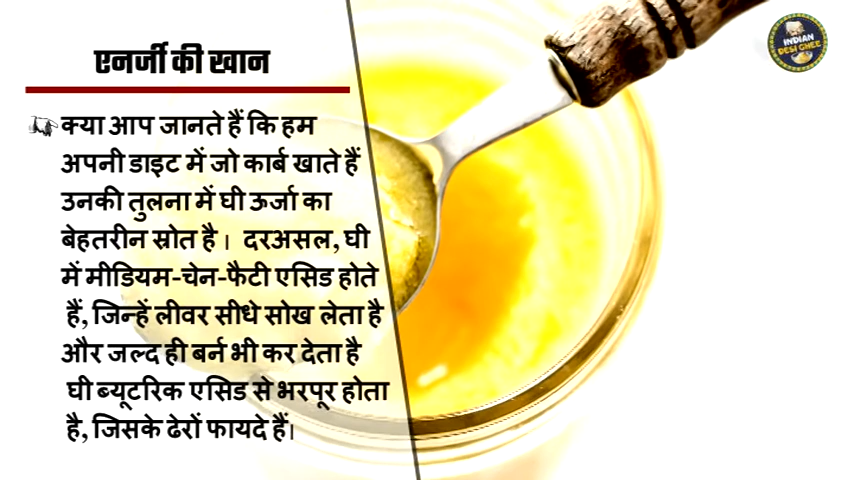 एनर्जी की खान
INDIAN
DESI GHEE
क्या आप जानते हैं कि हम
अपनी डाइट में जो कार्ब खाते हैं
उनकी तुलना में घी ऊर्जा का
बेहतरीन स्रोत है। दरअसल, घी
में मीडियम-चेन-फैटी एसिड होते
हैं, जिन्हें लीवर सीधे सोख लेता है
और जल्द ही बर्न भी कर देता है
घी ब्यूटरिक एसिड से भरपूर होता
है, जिसके ढेरों फायदे हैं।